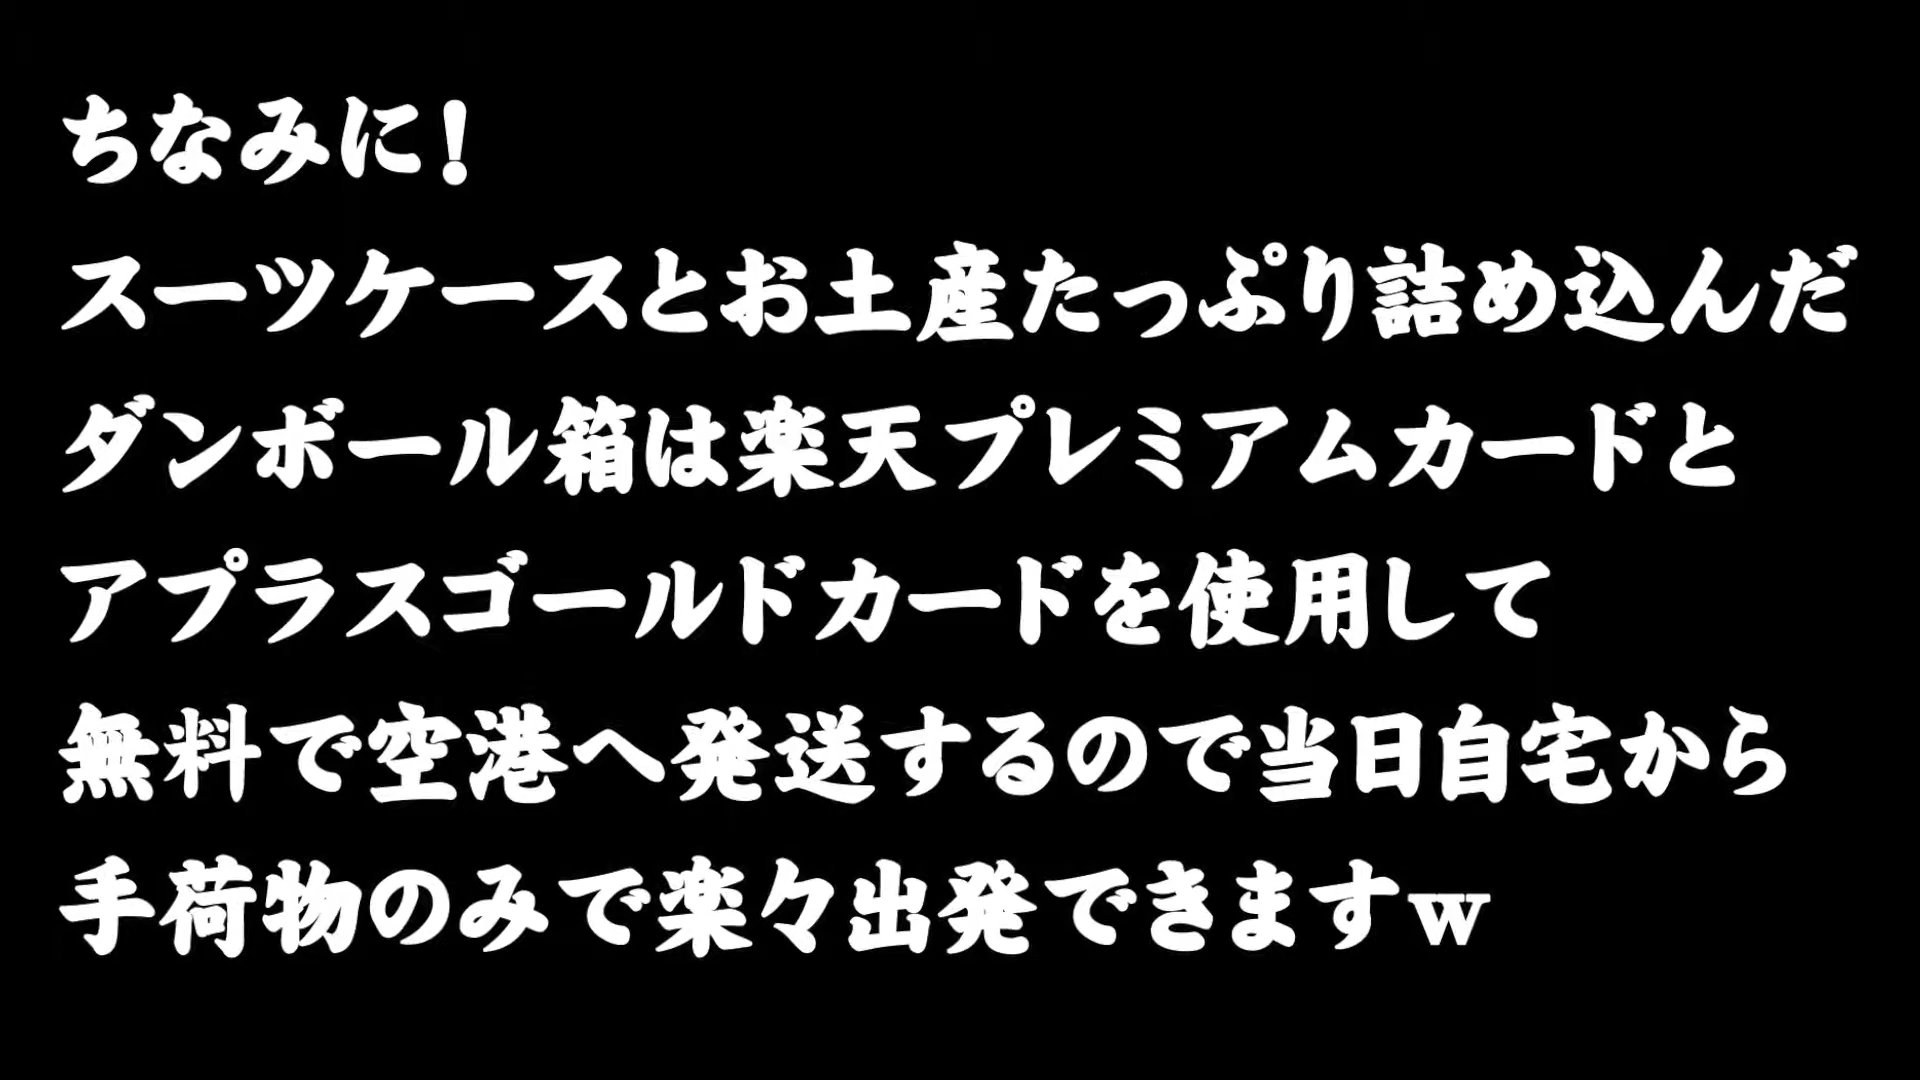 ちなみに！
スーツケースとお土産たっぷり詰め込んだ
ダンボール箱は楽天プレミアムカードと
アプラスゴールドカードを使用して
無料で空港へ発送するので当日自宅から
手荷物のみで楽々出発できますｗ